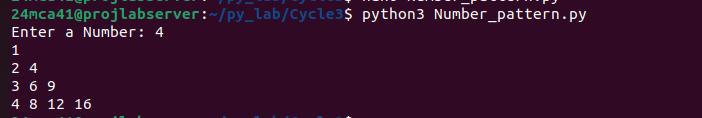 24mca41@projlabserver:~/py_lab/Cycle3$ python3 Number_pattern.py
Enter a Number: 4
1
2 4
3 6 9
4 8 12 16